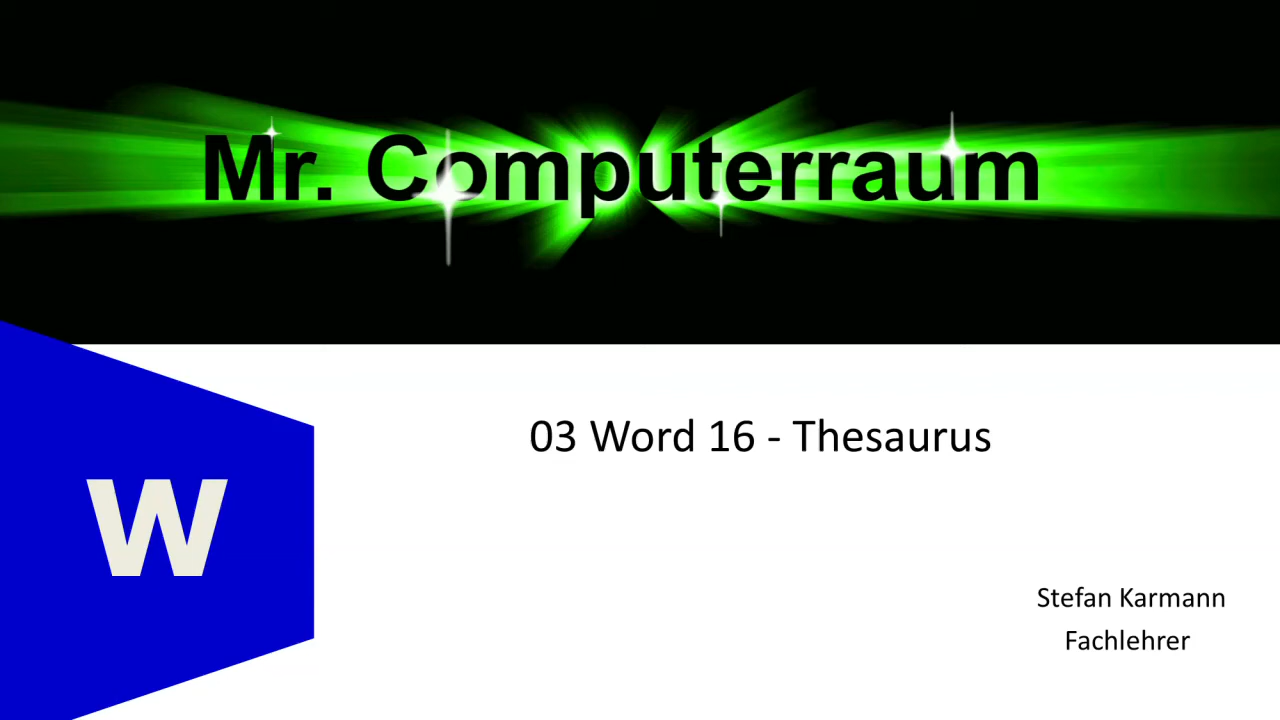 Mr. Computerraum
03 Word 16 - Thesaurus
W
Stefan Karmann
Fachlehrer